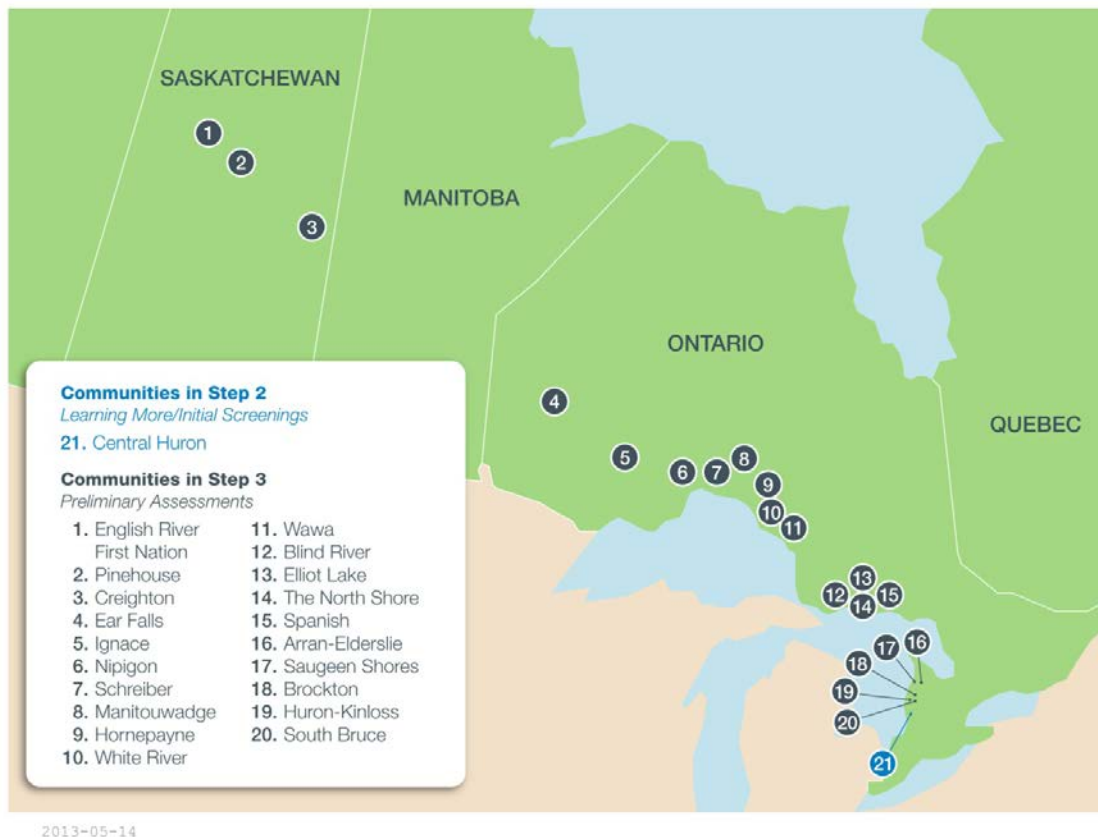 SASKATCHEWAN
1
2
3
MANITOBA
ONTARIO
QUEBEC
4
5
6
7
8
9
10
11
12
13
14
15
16
17
18
19
20
21
Communities in Step 2
Learning More/Initial Screenings
21. Central Huron
Communities in Step 3
Preliminary Assessments
1. English River
First Nation
2. Pinehouse
3. Creighton
4. Ear Falls
5. Ignace
6. Nipigon
7. Schreiber
8. Manitouwadge
9. Hornepayne
10. White River
11. Wawa
12. Blind River
13. Elliot Lake
14. The North Shore
15. Spanish
16. Arran-Elderslie
17. Saugeen Shores
18. Brockton
19. Huron-Kinloss
20. South Bruce
2013-05-14